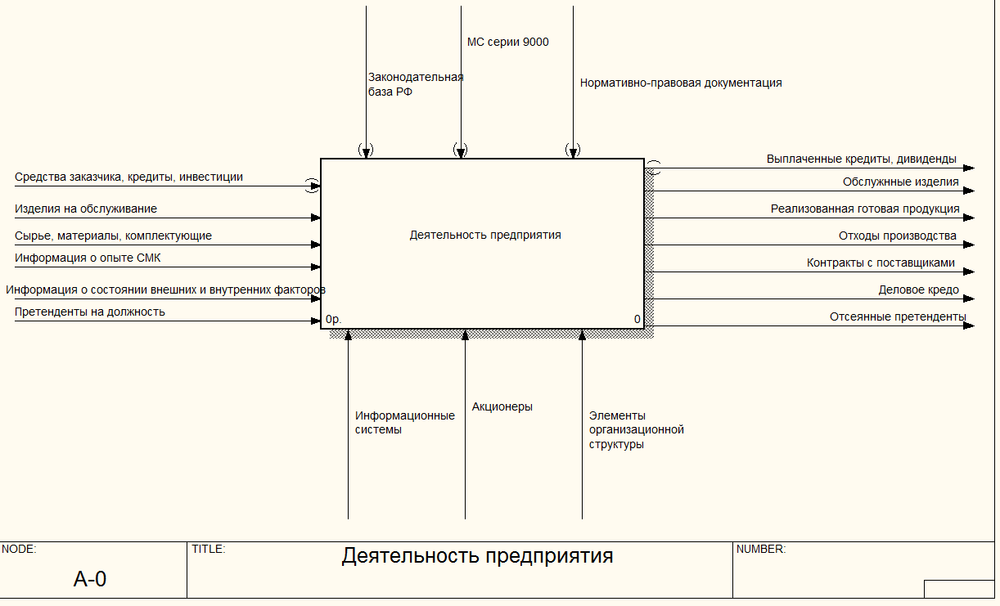 МС серии 9000
Законодательная
база РФ
Нормативно-правовая документация
Средства заказчика, кредиты, инвестиции
Изделия на обслуживание
Сырье, материалы, комплектующие
Информация о опыте СМК
Информация о состоянии внешних и внутренних факторов
Претенденты на должность
Деятельность предприятия
0р.
0
Выплаченные кредиты, дивиденды
Обслужнные изделия
Реализованная готовая продукция
Отходы производства
Контракты с поставщиками
Деловое кредо
Отсеянные претенденты
Информационные
системы
Акционеры
Элементы
организационной
структуры
NODE:
A-0
TITLE:
Деятельность предприятия
NUMBER: